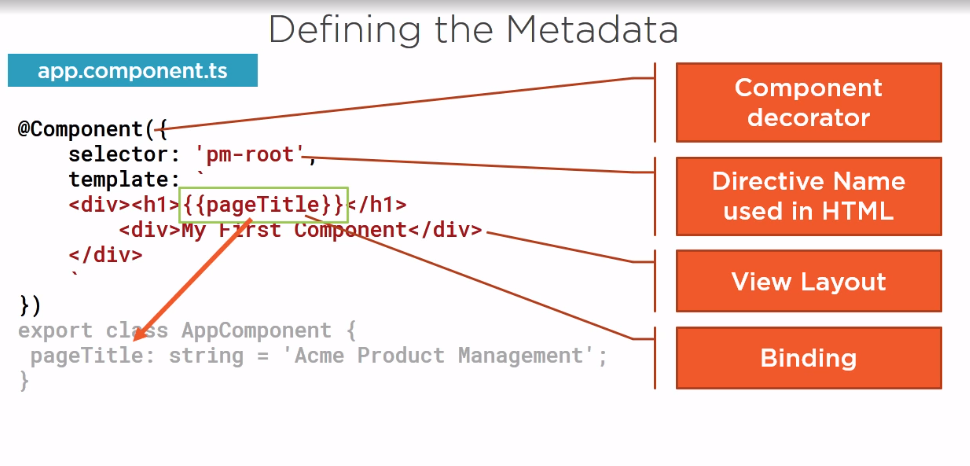 Defining the Metadata
app.component.ts
@Component({
selector: 'pm-root',
template: `
<div><h1>{{pageTitle}}</h1>
<div>My First Component</div>
</div>
`
})
export class AppComponent {
pageTitle: string = 'Acme Product Management';
}
Component
decorator
Directive Name
used in HTML
View Layout
Binding